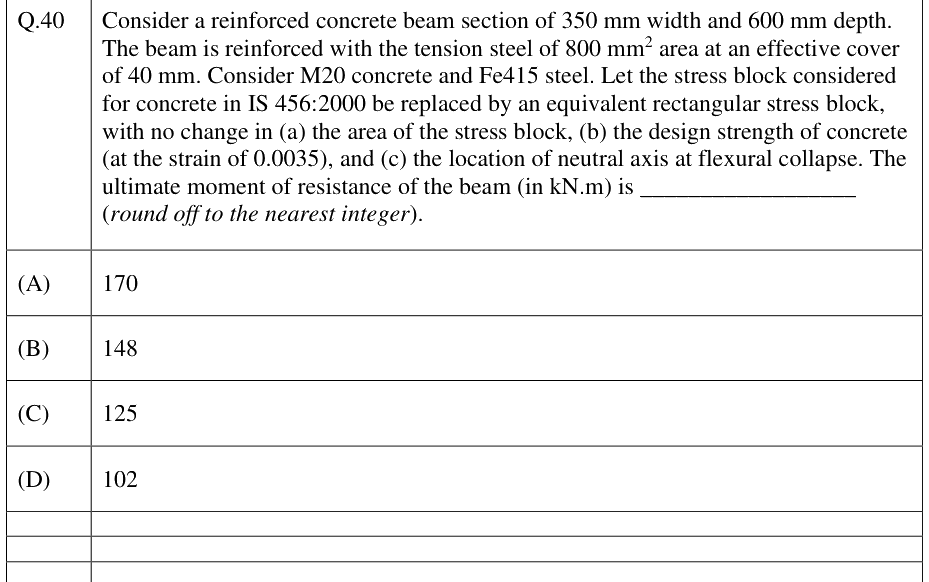 Q.40 Consider a reinforced concrete beam section of 350 mm width and 600 mm depth.
The beam is reinforced with the tension steel of 800 mm² area at an effective cover
of 40 mm. Consider M20 concrete and Fe415 steel. Let the stress block considered
for concrete in IS 456:2000 be replaced by an equivalent rectangular stress block,
with no change in (a) the area of the stress block, (b) the design strength of concrete
(at the strain of 0.0035), and (c) the location of neutral axis at flexural collapse. The
ultimate moment of resistance of the beam (in kN.m) is __________________
(round off to the nearest integer).
(A) 170
(B) 148
(C) 125
(D) 102